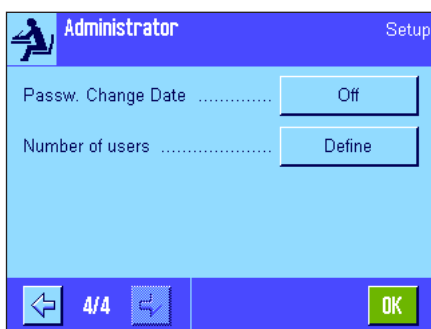 Administrator Setup
Passw. Change Date .............. Off
Number of users ..................... Define
4/4 OK